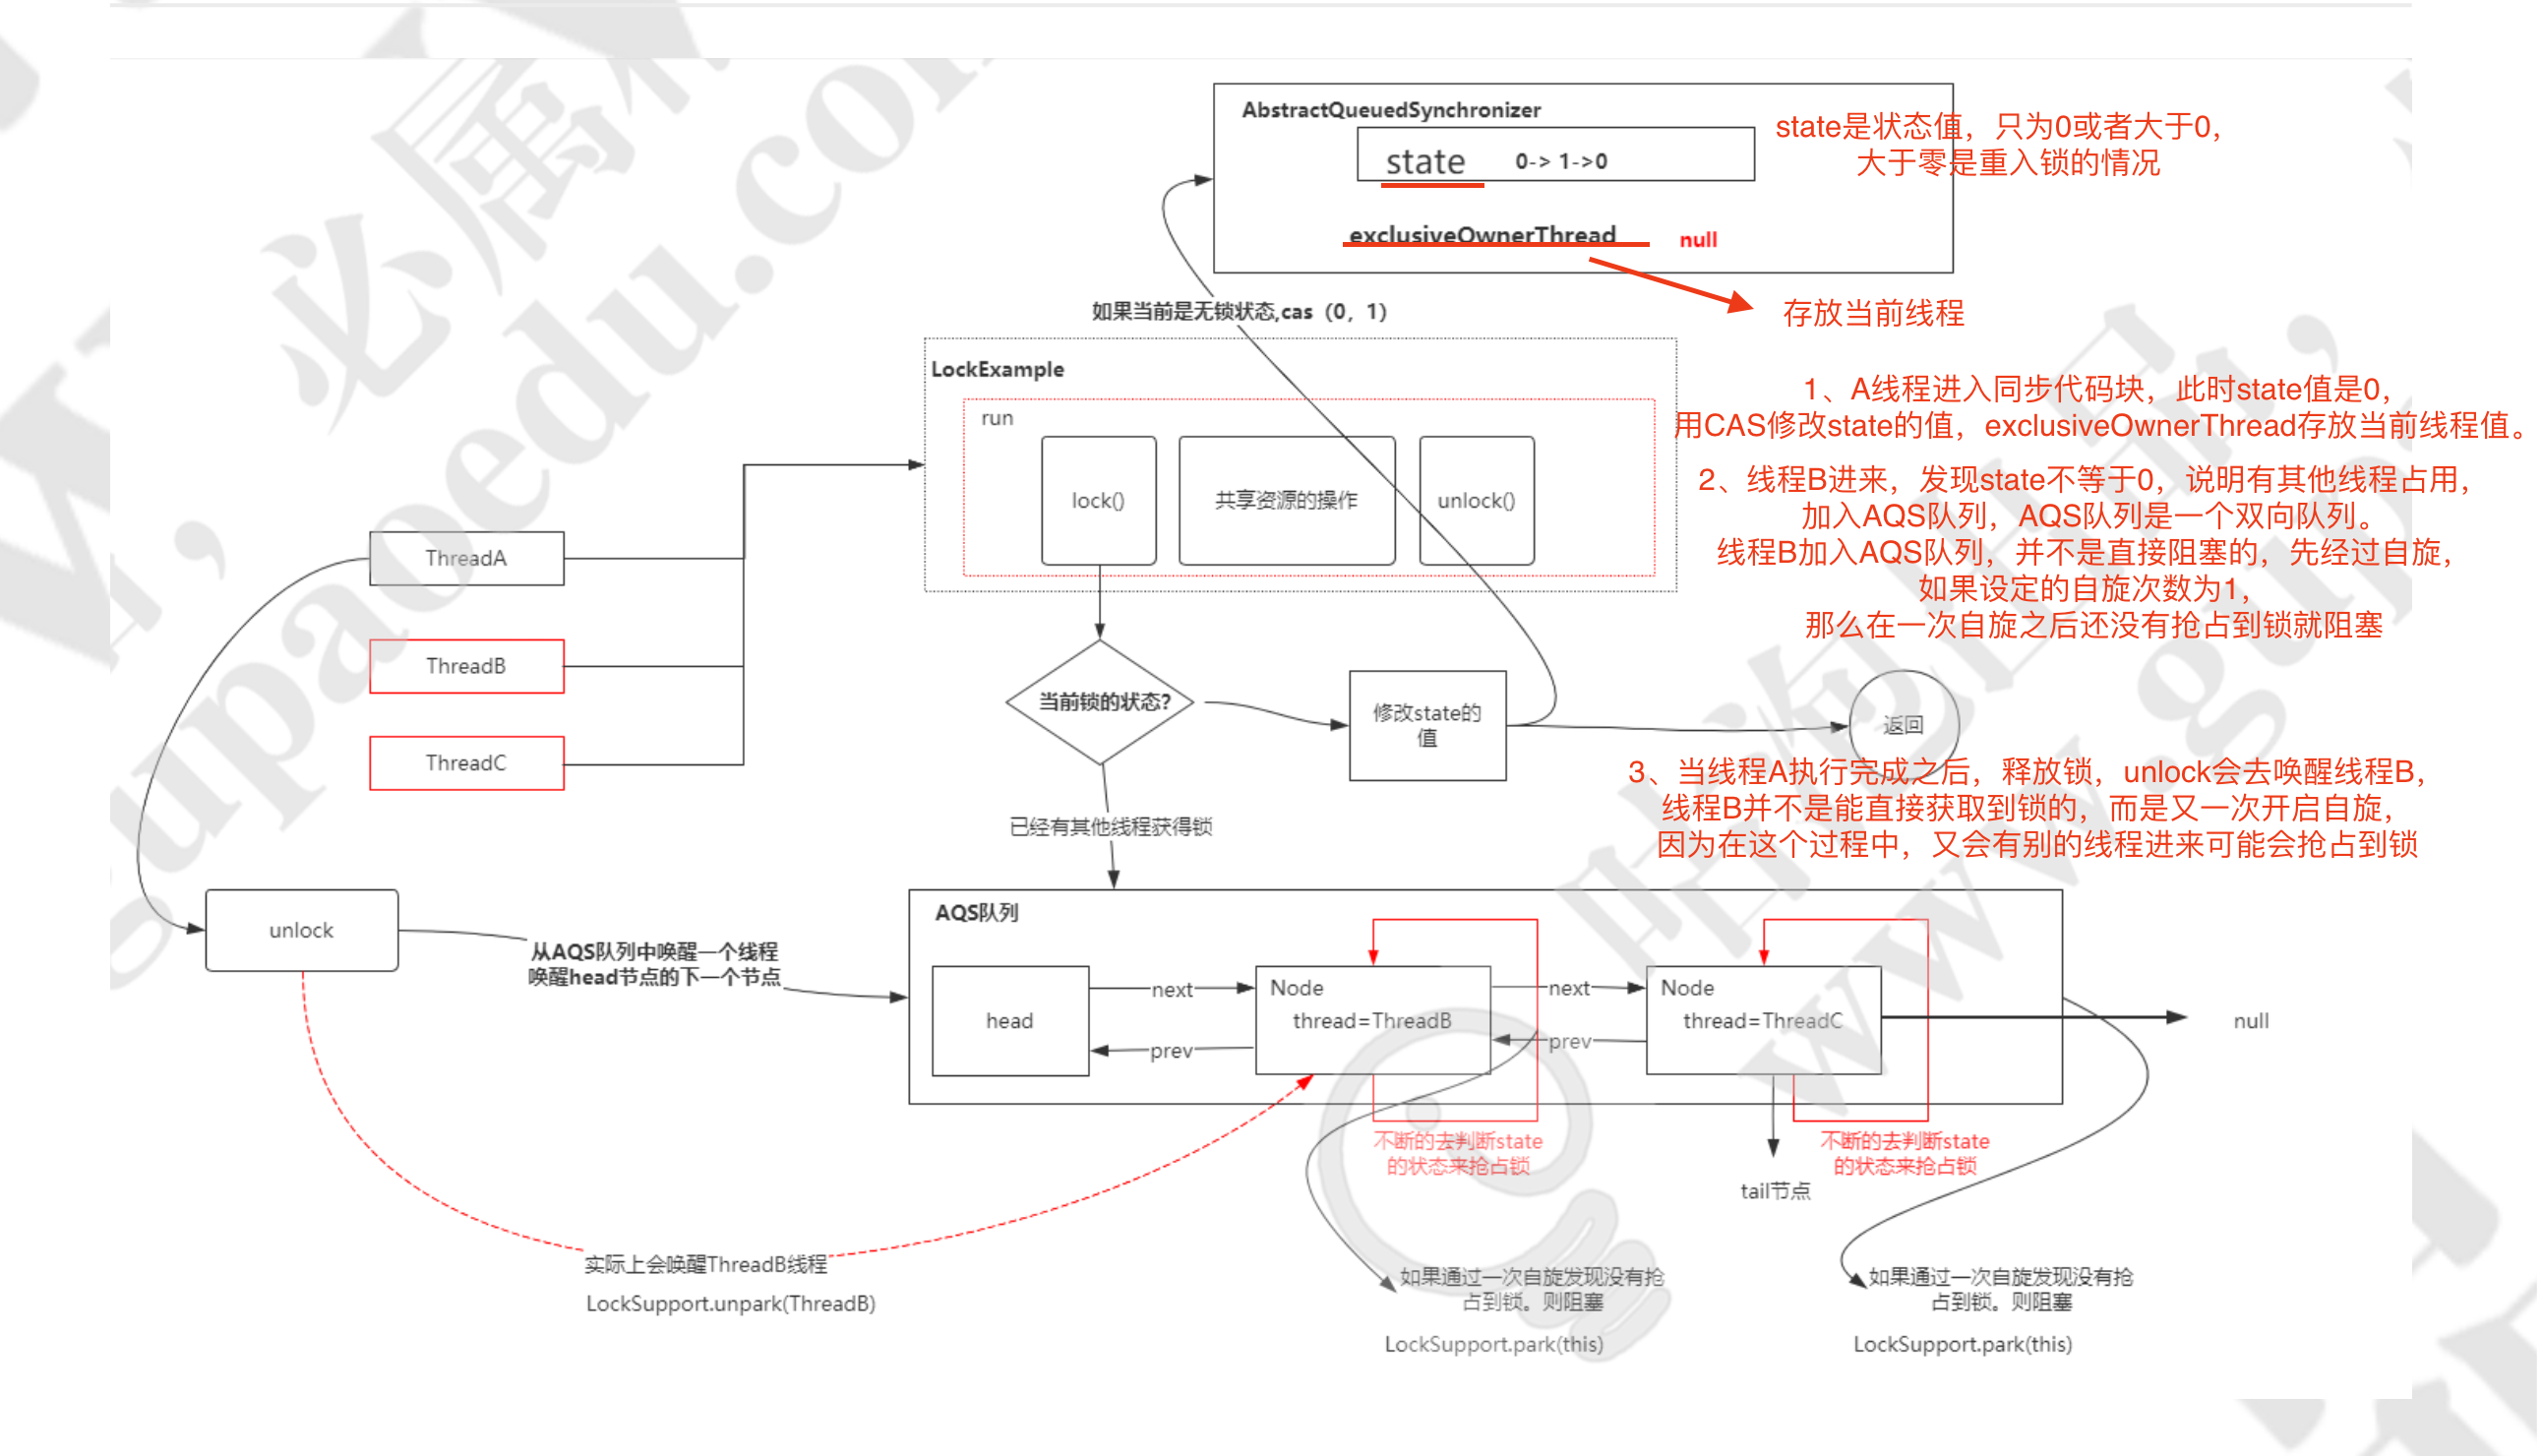 AbstractQueuedSynchronizer
state 0-> 1->0
state是状态值，只为0或者大于0，
大于零是重入锁的情况
exclusiveOwnerThread null
存放当前线程
如果当前是无锁状态,cas（0，1）
LockExample
run
lock()
共享资源的操作
unlock()
1、A线程进入同步代码块，此时state值是0，
用CAS修改state的值，exclusiveOwnerThread存放当前线程值。
2、线程B进来，发现state不等于0，说明有其他线程占用，
加入AQS队列，AQS队列是一个双向队列。
线程B加入AQS队列，并不是直接阻塞的，先经过自旋，
如果设定的自旋次数为1，
那么在一次自旋之后还没有抢占到锁就阻塞
ThreadA
ThreadB
ThreadC
当前锁的状态?
修改state的
值
返回
3、当线程A执行完成之后，释放锁，unlock会去唤醒线程B，
线程B并不是能直接获取到锁的，而是又一次开启自旋，
因为在这个过程中，又会有别的线程进来可能会抢占到锁
已经有其他线程获得锁
unlock
从AQS队列中唤醒一个线程
唤醒head节点的下一个节点
AQS队列
head
next
prev
Node
thread=ThreadB
next
prev
Node
thread=ThreadC
null
不断的去判断state
的状态来抢占锁
不断的去判断state
的状态来抢占锁
tail节点
实际上会唤醒ThreadB线程
LockSupport.unpark(ThreadB)
如果通过一次自旋发现没有抢
占到锁。则阻塞
LockSupport.park(this)
如果通过一次自旋发现没有抢
占到锁。则阻塞
LockSupport.park(this)